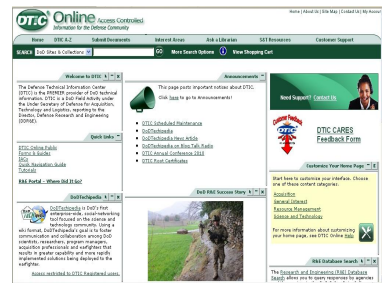 Home | About Us | Site Map | Contact Us | My Account
DTIC Online Access Controlled
Information for the Defense Community
Home DTIC A-Z Submit Documents Interest Areas Ask a Librarian S&T Resources Customer Support
SEARCH DoD Sites & Collections GO More Search Options View Shopping Cart
Welcome to DTIC
The Defense Technical Information
Center (DTIC) is the PREMIER provider of DoD technical
information. DTIC is a DoD Field Activity under
the Under Secretary of Defense for Acquisition,
Technology and Logistics, reporting to the
Director, Defense Research and Engineering
(DDR&E).
Quick Links
DTIC Online Public
Forms & Guides
FAQs
Quick Navigation Guide
Tutorials
R&E Portal - Where Did It Go?
DoDTechipedia
DoDTechipedia is DoD's first
enterprise-wide, social-networking
tool focused on the science and
technology community. Using a
wiki format, DoDTechipedia's goal is to foster
communication and collaboration among DoD
scientists, researchers, program managers,
acquisition professionals and warfighters that
results in greater capability and more rapidly
implemented solutions being deployed to the
warfighter.
Access restricted to DTIC Registered users.
Announcements
This page posts important notices about DTIC.
Click here to go to Announcements!
DTIC Scheduled Maintenance
DoDTechipedia
DoDTechipedia News Article
DoDTechipedia on Blog Talk Radio
DTIC Annual Conference 2010
DTIC Root Certificates
DoD R&E Success Story
Need Support? Contact Us
Customer Feedback
DTIC
DTIC CARES
Feedback Form
Customize Your Home Page
Start here to customize your interface. Choose
one of these content categories:
Acquisition
General Interest
Resource Management
Science and Technology
For more information about customizing
your home page, see DTIC Online Help.
R&E Database Search
The Research and Engineering (R&E) Database
Search allows you to query responses to agencies